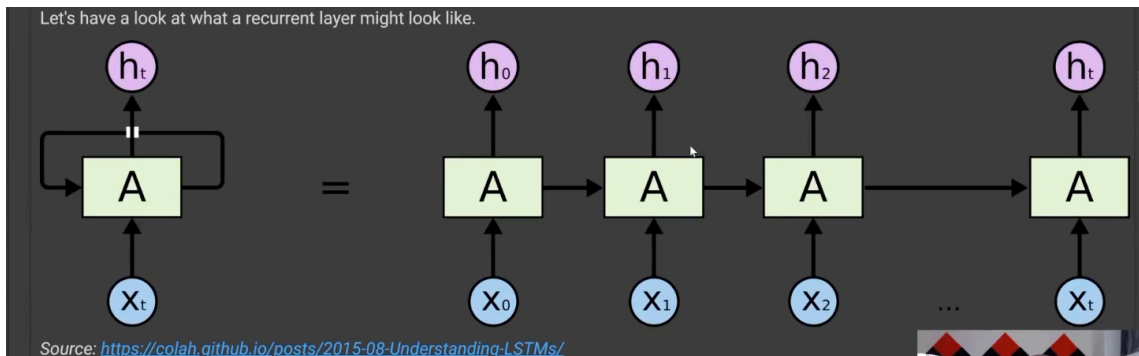 Let's have a look at what a recurrent layer might look like.
ht h0 h1 h2 ht
A = A A A A
xt x0 x1 x2 ... xt
Source: https://colah.github.io/posts/2015-08-Understanding-LSTMs/